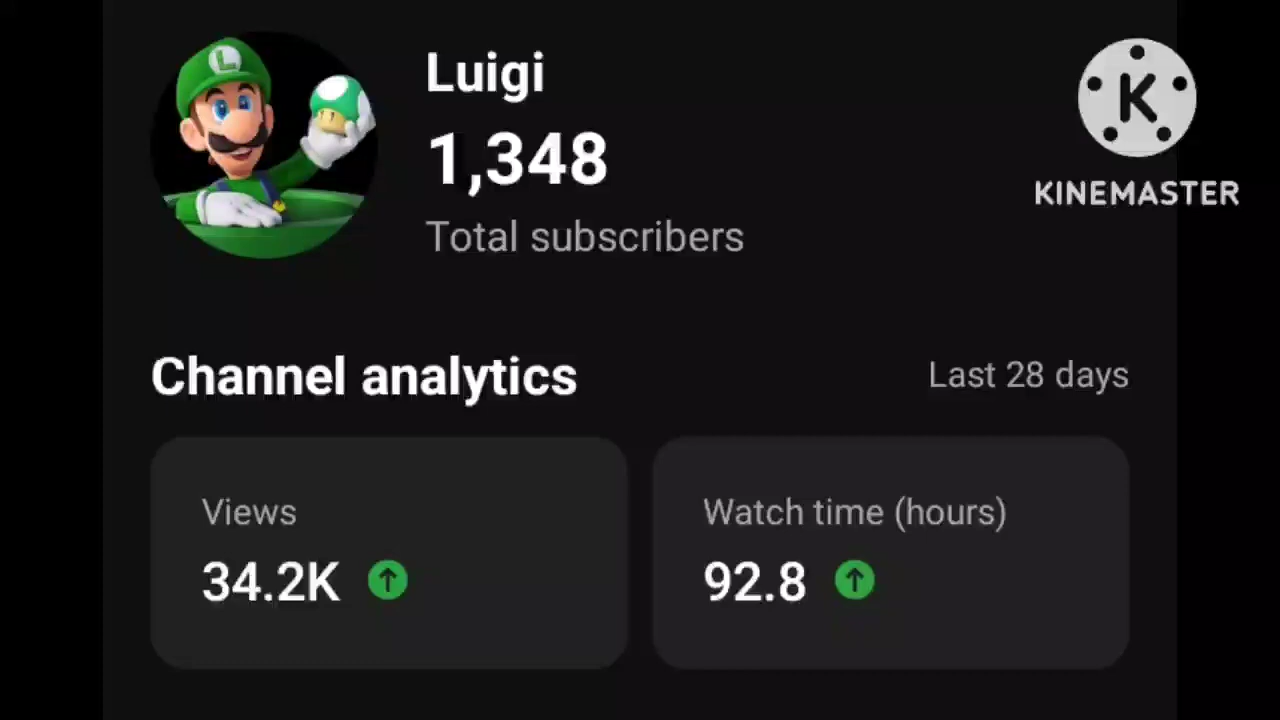 Luigi
1,348
Total subscribers
K
KINEMASTER
Channel analytics
Last 28 days
Views
34.2K
Watch time (hours)
92.8
L